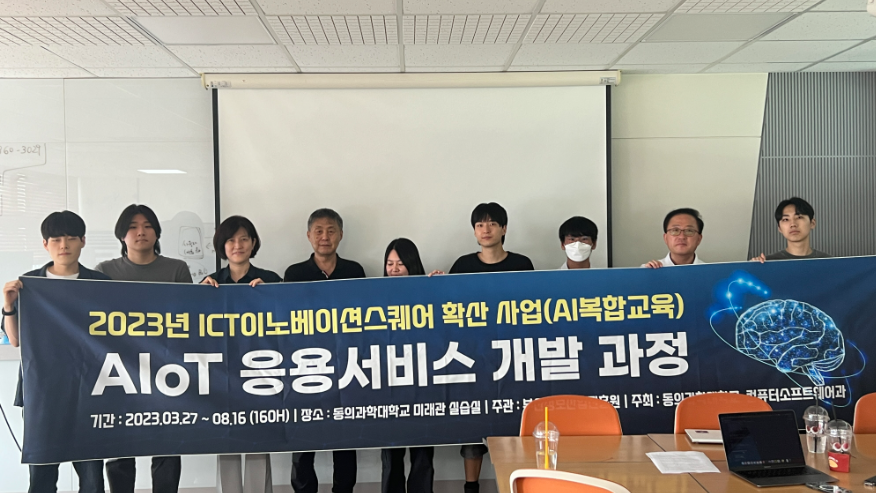 2023년 ICT이노베이션스퀘어 확산 사업(AI복합교육)
AIoT 응용서비스 개발 과정
기간 : 2023.03.27 ~ 08.16 (160H) | 장소 : 동의과학대학교 미래관 실습실 | 주관 : | 주최 : 컴퓨터소프트웨어과